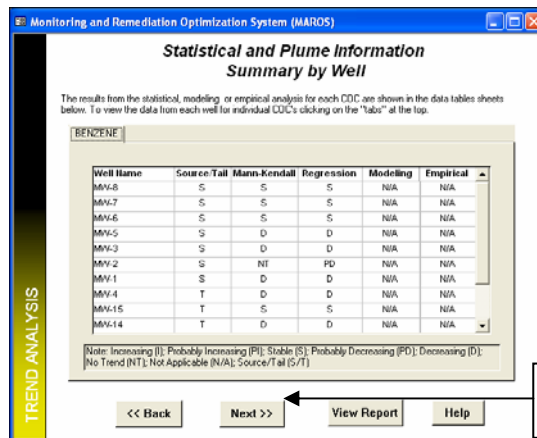 Monitoring and Remediation Optimization System (MAROS)
Statistical and Plume Information
Summary by Well
The results from the statistical, modeling or empirical analysis for each COC are shown in the data tables sheets
below. To view the data from each well for individual COC's clicking on the "tabs" at the top.
BENZENE
Well Name Source/Tail Mann-Kendall Regression Modeling Empirical
MW-8 S S S N/A N/A
MW-7 S S S N/A N/A
MW-6 S S S N/A N/A
MW-5 S D D N/A N/A
MW-3 S D D N/A N/A
MW-2 S NT PD N/A N/A
MW-1 S D D N/A N/A
MW-4 T D D N/A N/A
MW-15 T S S N/A N/A
MW-14 T D D N/A N/A
Note: Increasing (I); Probably Increasing (PI); Stable (S); Probably Decreasing (PD); Decreasing (D);
No Trend (NT); Not Applicable (N/A); Source/Tail (S/T)
TREND ANALYSIS
<< Back Next >> View Report Help